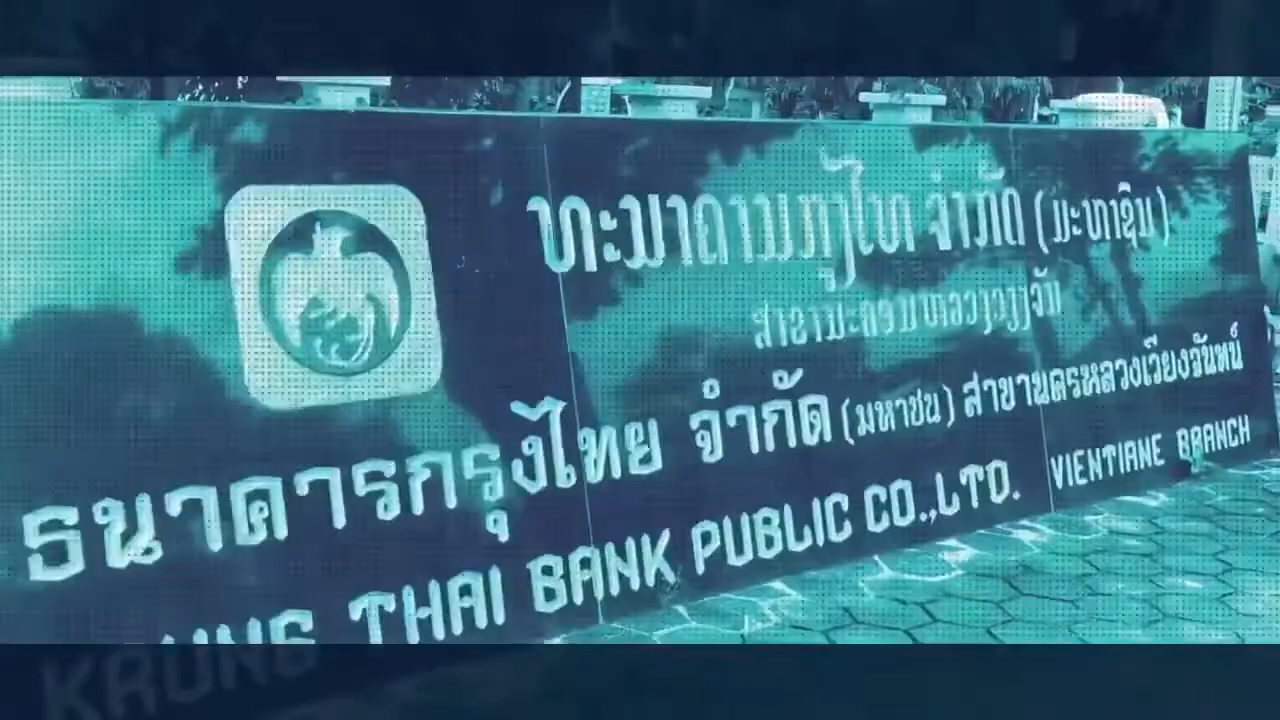 ທະນາຄານກຸງໄທ ຈຳກັດ (ມະຫາຊົນ)
ສາຂານະຄອນຫລວງວຽງຈັນ
ธนาคารกรุงไทย จำกัด (มหาชน) สาขานครหลวงเวียงจันทน์
KRUNG THAI BANK PUBLIC CO.,LTD. VIENTIANE BRANCH